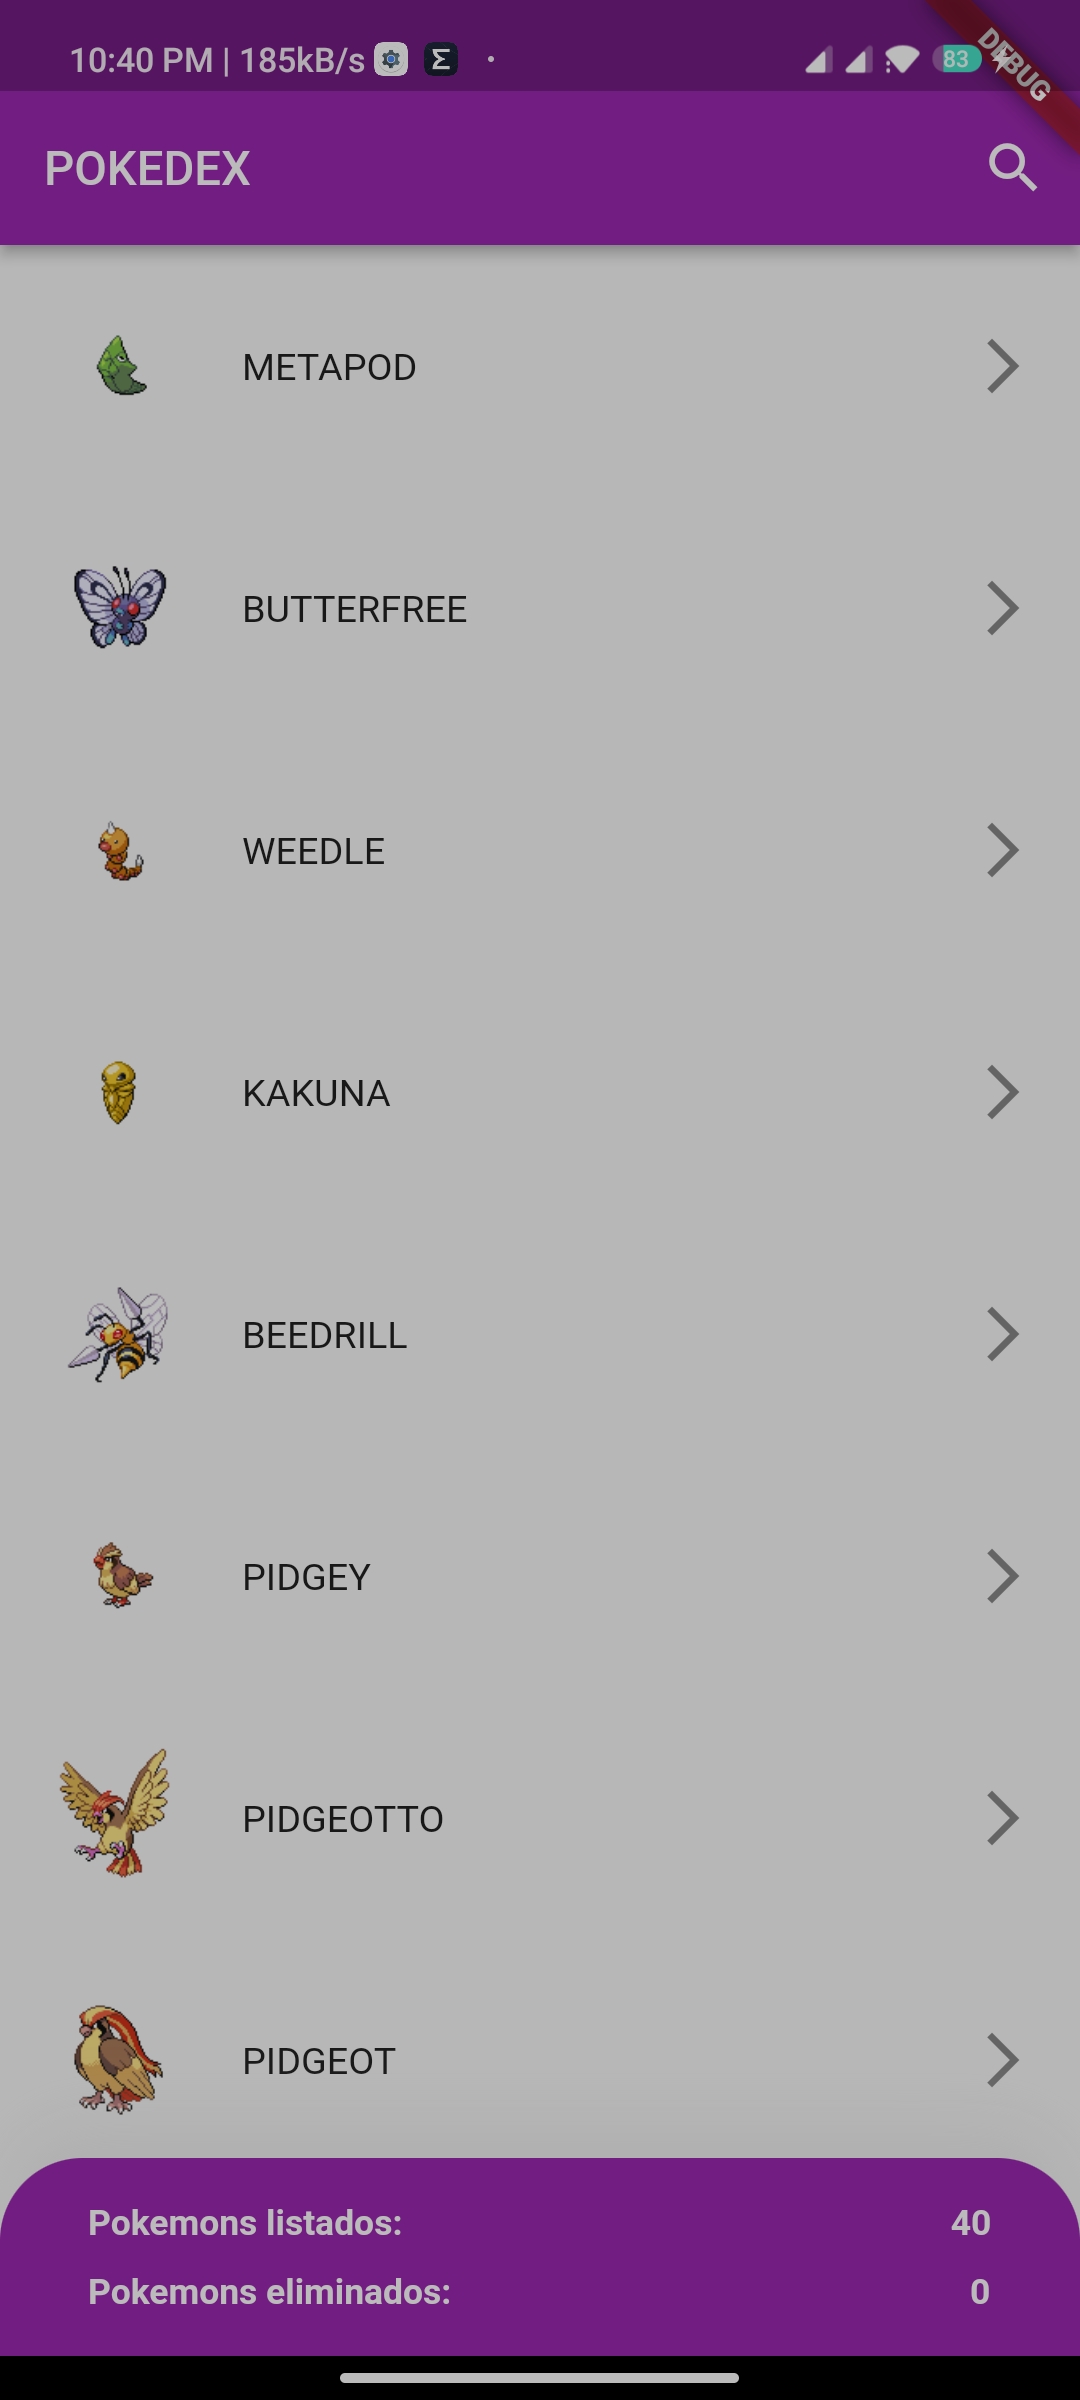 10:40 PM | 185kB/s
83
DEBUG
POKEDEX
METAPOD
BUTTERFREE
WEEDLE
KAKUNA
BEEDRILL
PIDGEY
PIDGEOTTO
PIDGEOT
Pokemons listados: 40
Pokemons eliminados: 0